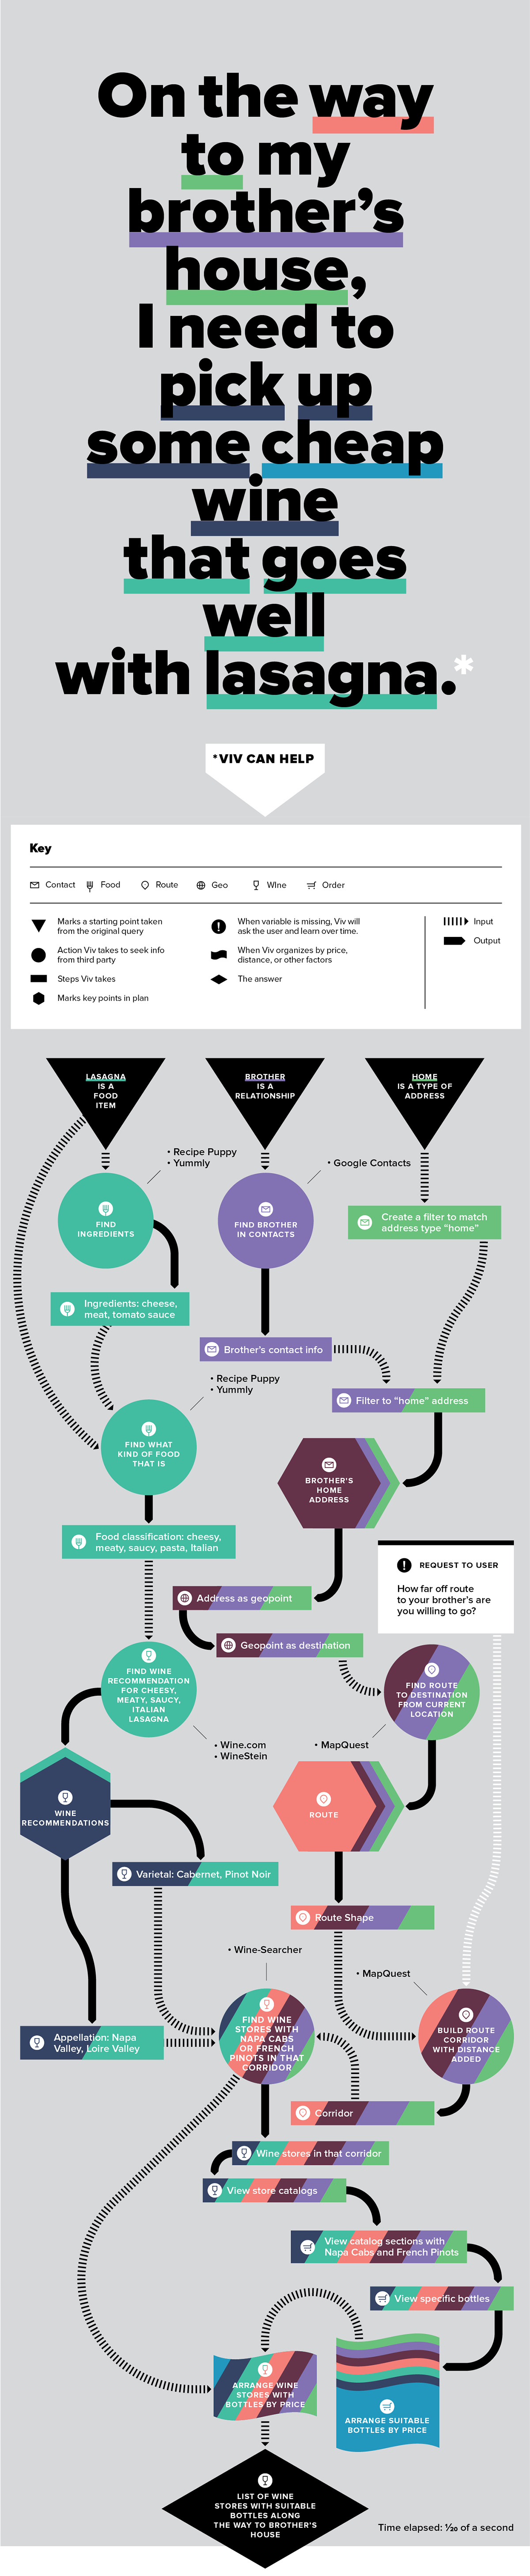 On the way
to my
brother's
house,
I need to
pick up
some cheap
wine
that goes
well
with lasagna.*
*VIV CAN HELP
Key
Contact
Food
Route
Geo
WIne
Order
Marks a starting point taken
from the original query
Action Viv takes to seek info
from third party
Steps Viv takes
Marks key points in plan
When variable is missing, Viv will
ask the user and learn over time.
When Viv organizes by price,
distance, or other factors
The answer
Input
Output
LASAGNA
IS A
FOOD
ITEM
BROTHER
IS A
RELATIONSHIP
HOME
IS A TYPE OF
ADDRESS
• Recipe Puppy
• Yummly
• Google Contacts
FIND
INGREDIENTS
FIND BROTHER
IN CONTACTS
Create a filter to match
address type "home"
Ingredients: cheese,
meat, tomato sauce
Brother's contact info
• Recipe Puppy
• Yummly
Filter to "home" address
FIND WHAT
KIND OF FOOD
THAT IS
BROTHER'S
HOME
ADDRESS
Food classification: cheesy,
meaty, saucy, pasta, Italian
REQUEST TO USER
How far off route
to your brother's are
you willing to go?
Address as geopoint
Geopoint as destination
FIND WINE
RECOMMENDATION
FOR CHEESY,
MEATY, SAUCY,
ITALIAN
LASAGNA
FIND ROUTE
TO DESTINATION
FROM CURRENT
LOCATION
• Wine.com
• WineStein
• MapQuest
WINE
RECOMMENDATIONS
ROUTE
Varietal: Cabernet, Pinot Noir
Route Shape
• Wine-Searcher
• MapQuest
Appellation: Napa
Valley, Loire Valley
FIND WINE
STORES WITH
NAPA CABS
OR FRENCH
PINOTS IN THAT
CORRIDOR
BUILD ROUTE
CORRIDOR
WITH DISTANCE
ADDED
Corridor
Wine stores in that corridor
View store catalogs
View catalog sections with
Napa Cabs and French Pinots
View specific bottles
ARRANGE WINE
STORES WITH
BOTTLES BY PRICE
ARRANGE SUITABLE
BOTTLES BY PRICE
LIST OF WINE
STORES WITH SUITABLE
BOTTLES ALONG
THE WAY TO BROTHER'S
HOUSE
Time elapsed: 1⁄20 of a second